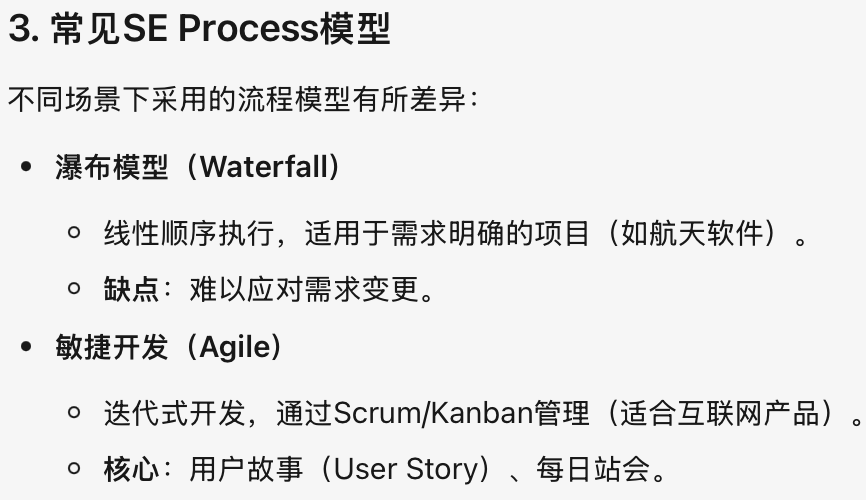 3. 常见SE Process模型
不同场景下采用的流程模型有所差异：
• 瀑布模型（Waterfall）
◦ 线性顺序执行，适用于需求明确的项目（如航天软件）。
◦ 缺点：难以应对需求变更。
• 敏捷开发（Agile）
◦ 迭代式开发，通过Scrum/Kanban管理（适合互联网产品）。
◦ 核心：用户故事（User Story）、每日站会。